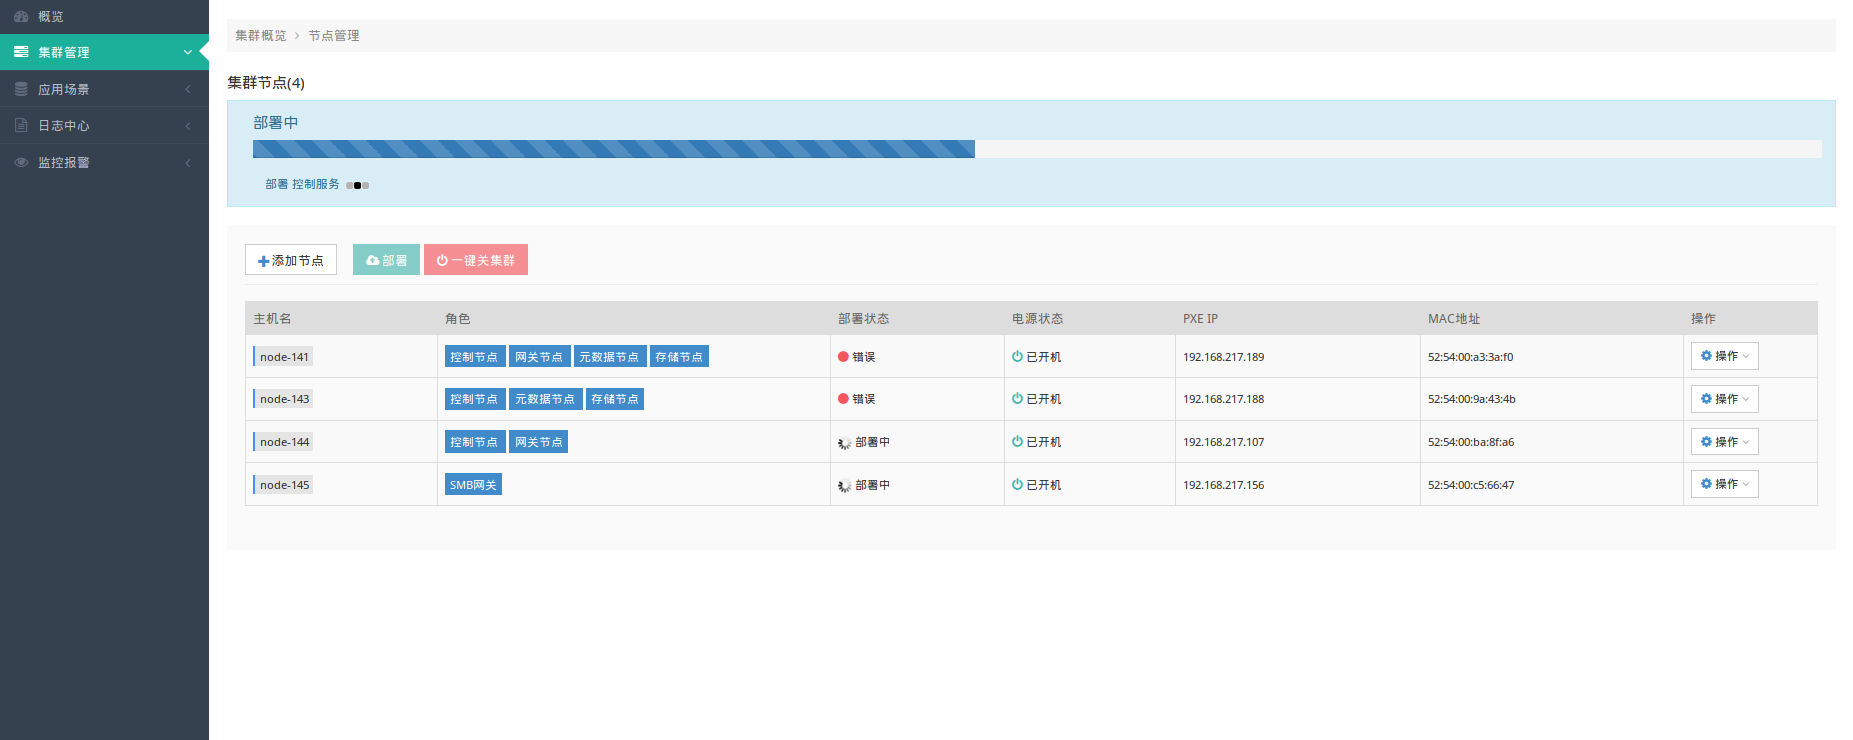 概览
集群管理
应用场景
日志中心
监控报警
集群概览 > 节点管理
集群节点(4)
部署中
部署 控制服务
添加节点 部署 一键关集群
主机名 角色 部署状态 电源状态 PXE IP MAC地址 操作
node-141 控制节点 网关节点 元数据节点 存储节点 错误 已开机 192.168.217.189 52:54:00:a3:3a:f0 操作
node-143 控制节点 元数据节点 存储节点 错误 已开机 192.168.217.188 52:54:00:9a:43:4b 操作
node-144 控制节点 网关节点 部署中 已开机 192.168.217.107 52:54:00:ba:8f:a6 操作
node-145 SMB网关 部署中 已开机 192.168.217.156 52:54:00:c5:66:47 操作